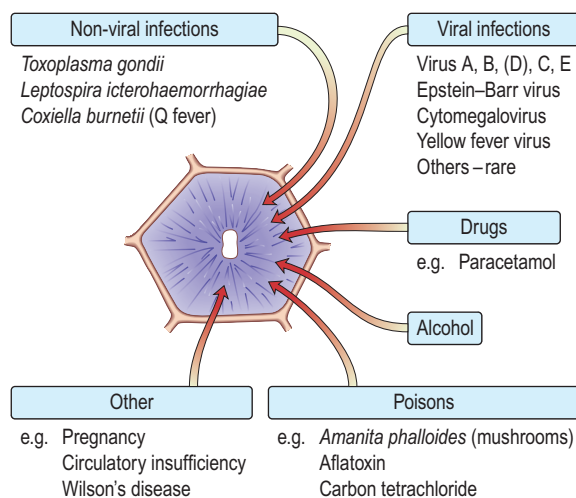 Non-viral infections
Toxoplasma gondii
Leptospira icterohaemorrhagiae
Coxiella burnetii (Q fever)
Viral infections
Virus A, B, (D), C, E
Epstein–Barr virus
Cytomegalovirus
Yellow fever virus
Others – rare
Drugs
e.g. Paracetamol
Alcohol
Other
e.g. Pregnancy
Circulatory insufficiency
Wilson's disease
Poisons
e.g. Amanita phalloides (mushrooms)
Aflatoxin
Carbon tetrachloride